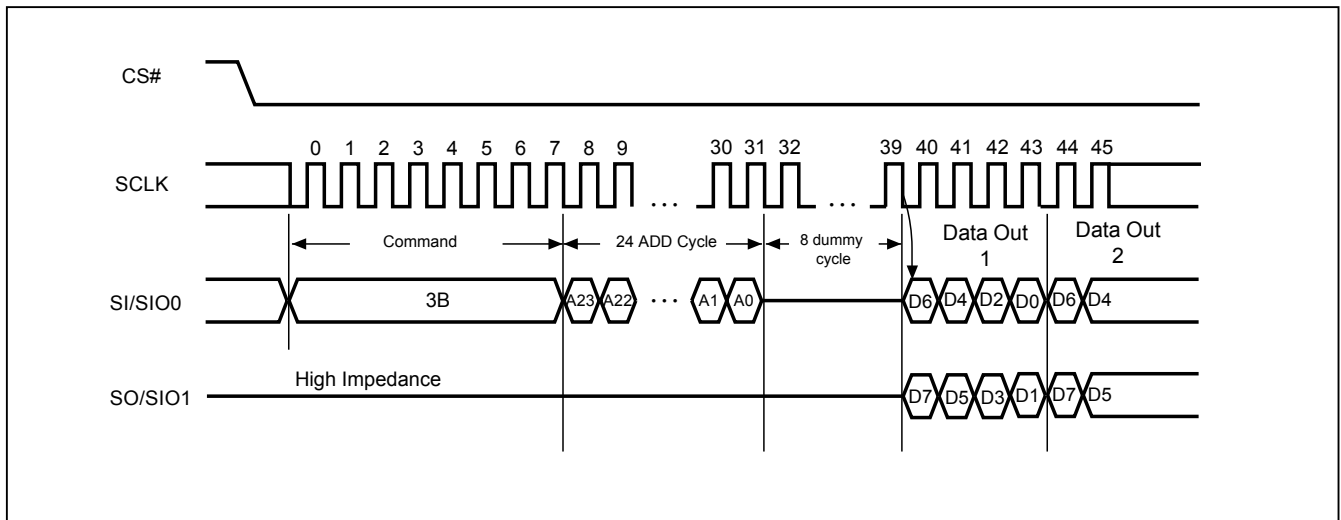 CS#
0 1 2 3 4 5 6 7 8 9 30 31 32 39 40 41 42 43 44 45
SCLK
... ...
Command 24 ADD Cycle 8 dummy cycle Data Out 1 Data Out 2
SI/SIO0 3B A23 A22 ... A1 A0 D6 D4 D2 D0 D6 D4
High Impedance
SO/SIO1 D7 D5 D3 D1 D7 D5